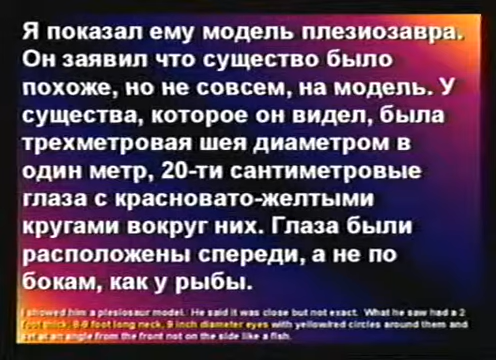 Я показал ему модель плезиозавра.
Он заявил что существо было
похоже, но не совсем, на модель. У
существа, которое он видел, была
трехметровая шея диаметром в
один метр, 20-ти сантиметровые
глаза с красновато-желтыми
кругами вокруг них. Глаза были
расположены спереди, а не по
бокам, как у рыбы.
I showed him a plesiosaur model. He said it was close but not exact. What he saw had a 2
foot thick, 8-9 foot long neck, 9 inch diameter eyes with yellow/red circles around them and
set at an angle from the front not on the side like a fish.